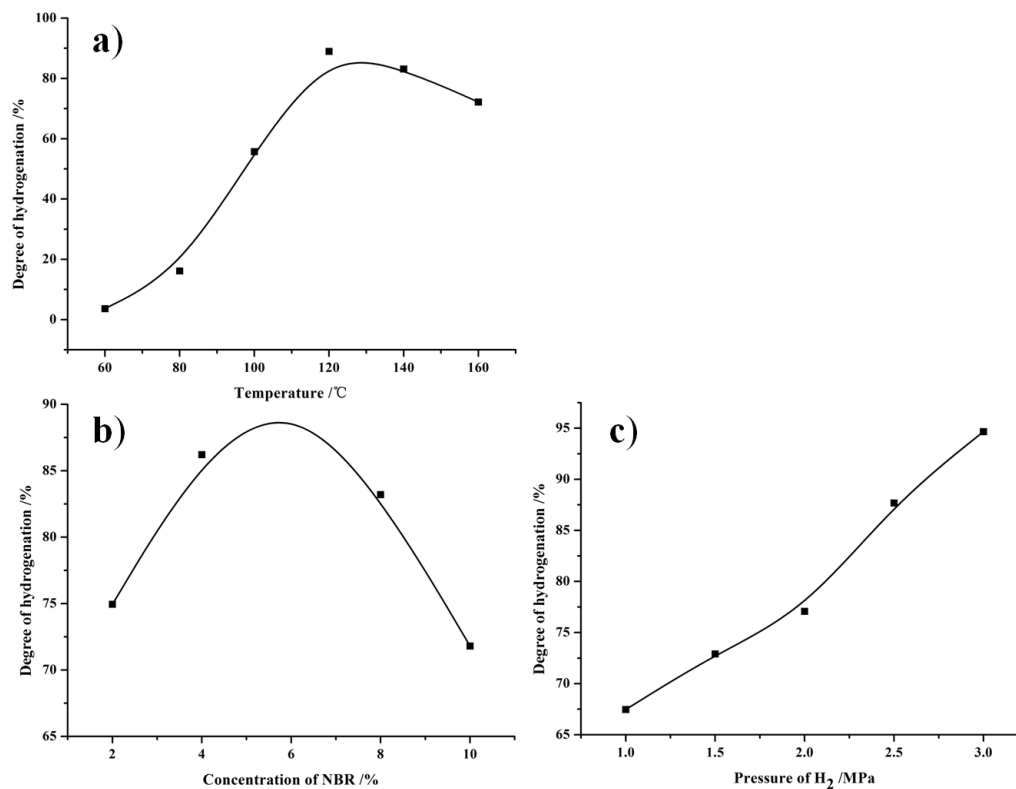 a)
100
80
60
40
20
0
Degree of hydrogenation /%
60 80 100 120 140 160
Temperature /℃
b)
90
85
80
75
70
65
Degree of hydrogenation /%
2 4 6 8 10
Concentration of NBR /%
c)
95
90
85
80
75
70
65
Degree of hydrogenation /%
1.0 1.5 2.0 2.5 3.0
Pressure of H2 /MPa